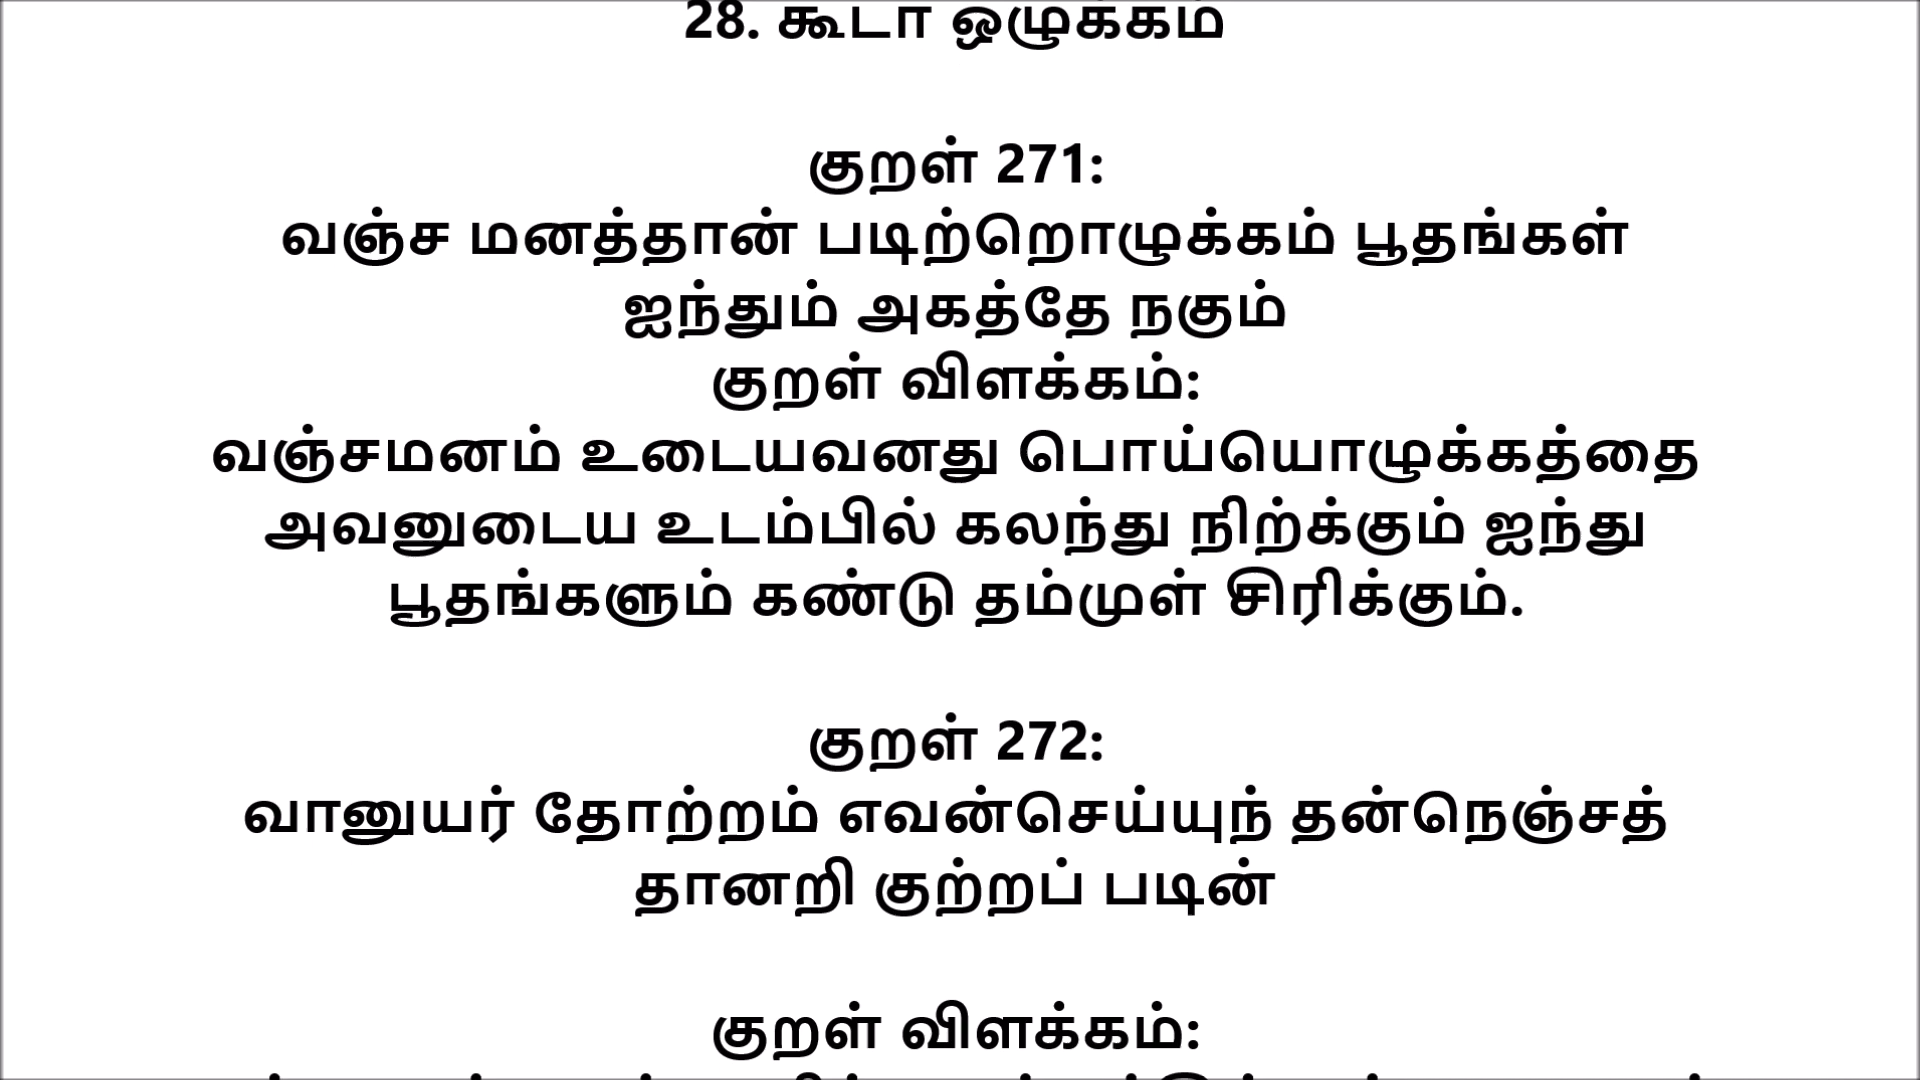 28. கூடா ஒழுக்கம்
குறள் 271:
வஞ்ச மனத்தான் படிற்றொழுக்கம் பூதங்கள்
ஐந்தும் அகத்தே நகும்
குறள் விளக்கம்:
வஞ்சமனம் உடையவனது பொய்யொழுக்கத்தை
அவனுடைய உடம்பில் கலந்து நிற்க்கும் ஐந்து
பூதங்களும் கண்டு தம்முள் சிரிக்கும்.
குறள் 272:
வானுயர் தோற்றம் எவன்செய்யுந் தன்நெஞ்சத்
தானறி குற்றப் படின்
குறள் விளக்கம்: